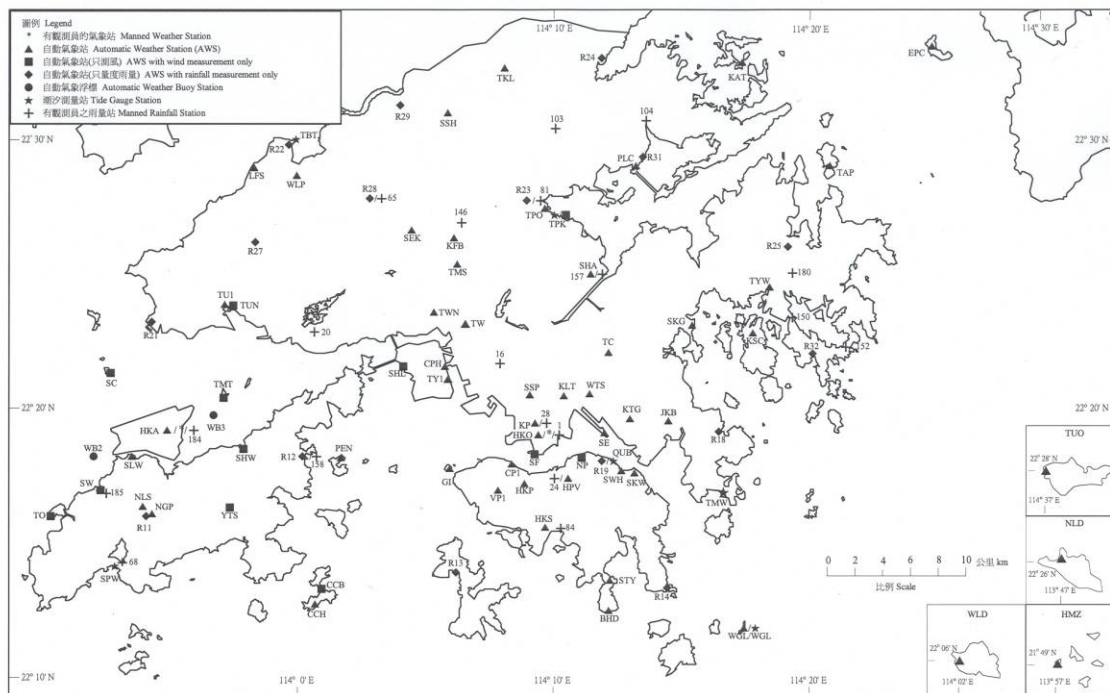 圖例 Legend
* 有觀測員的氣象站 Manned Weather Station
▲ 自動氣象站 Automatic Weather Station (AWS)
■ 自動氣象站(只測風) AWS with wind measurement only
◆ 自動氣象站(只量度雨量) AWS with rainfall measurement only
● 自動氣象浮標 Automatic Weather Buoy Station
★ 潮汐測量站 Tide Gauge Station
+ 有觀測員之雨量站 Manned Rainfall Station
114° 10' E
114° 20' E
114° 30' E
EPC
R24
KAT
TKL
R29
SSH
103
104
22° 30' N
22° 30' N
TBT
R22
PLC
R31
LFS
WLP
TAP
R28
65
R23
81
TPO
TPK
146
SEK
KFB
R27
R25
TMS
SHA
157
180
TYW
TU1
TUN
TWN
TW
20
R21
SKG
KSC
150
R32
152
TC
16
CPH
SHL
TY1
SC
TMT
SSP
KLT
WTS
22° 20' N
22° 20' N
WB3
HKA
/ * /
184
KP
28
HKO
/ * /
1
KTG
JKB
SE
R18
WB2
SLW
SHW
R12
158
PEN
SF
NP
R19
QUB
GI
CP1
SWH
SKW
HKP
24
HPV
VP1
TMW
SW
185
NLS
NGP
R11
TO
YTS
HKS
84
SPW
68
R13
CCB
CCH
STY
R14
BHD
WGL/WGL
0
2
4
6
8
10
公里 km
比例 Scale
TUO
22° 28' N
114° 37' E
NLD
22° 26' N
113° 47' E
WLD
22° 06' N
114° 02' E
HMZ
21° 49' N
113° 57' E
22° 10' N
114° 0' E
114° 10' E
114° 20' E